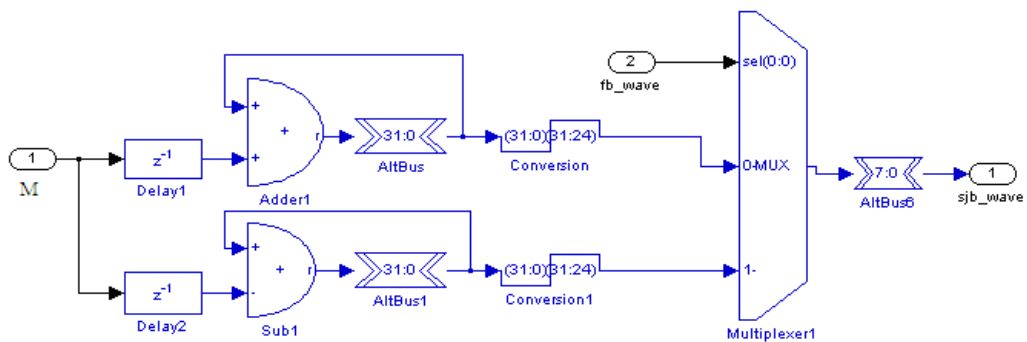 2
fb_wave
sel(0:0)
+
+
+
r
31:0
AltBus
(31:0)(31:24)
Conversion
1
M
z⁻¹
Delay1
Adder1
0-MUX
7:0
AltBus6
1
sjb_wave
+
+
-
r
31:0
AltBus1
(31:0)(31:24)
Conversion1
1-
z⁻¹
Delay2
Sub1
Multiplexer1